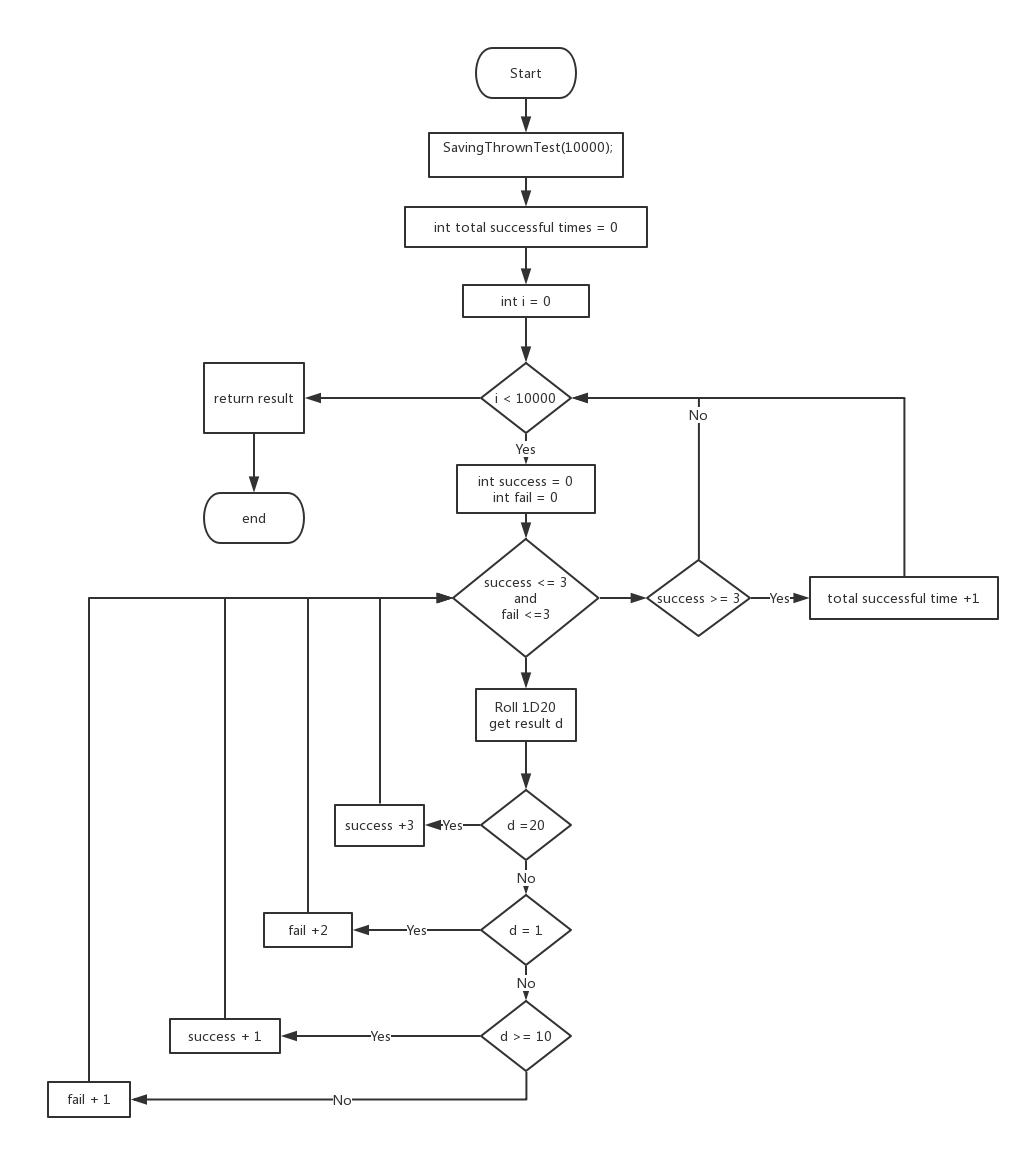 Start
SavingThrownTest(10000);
int total successful times = 0
int i = 0
return result
i < 10000
No
Yes
int success = 0
int fail = 0
end
success <= 3
and
fail <=3
success >= 3
Yes
total successful time +1
Roll 1D20
get result d
success +3
Yes
d =20
No
fail +2
Yes
d = 1
No
success + 1
Yes
d >= 10
fail + 1
No